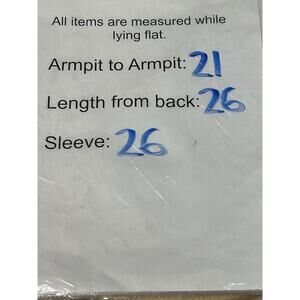 All items are measured while
lying flat.
Armpit to Armpit: 21
Length from back: 26
Sleeve: 26